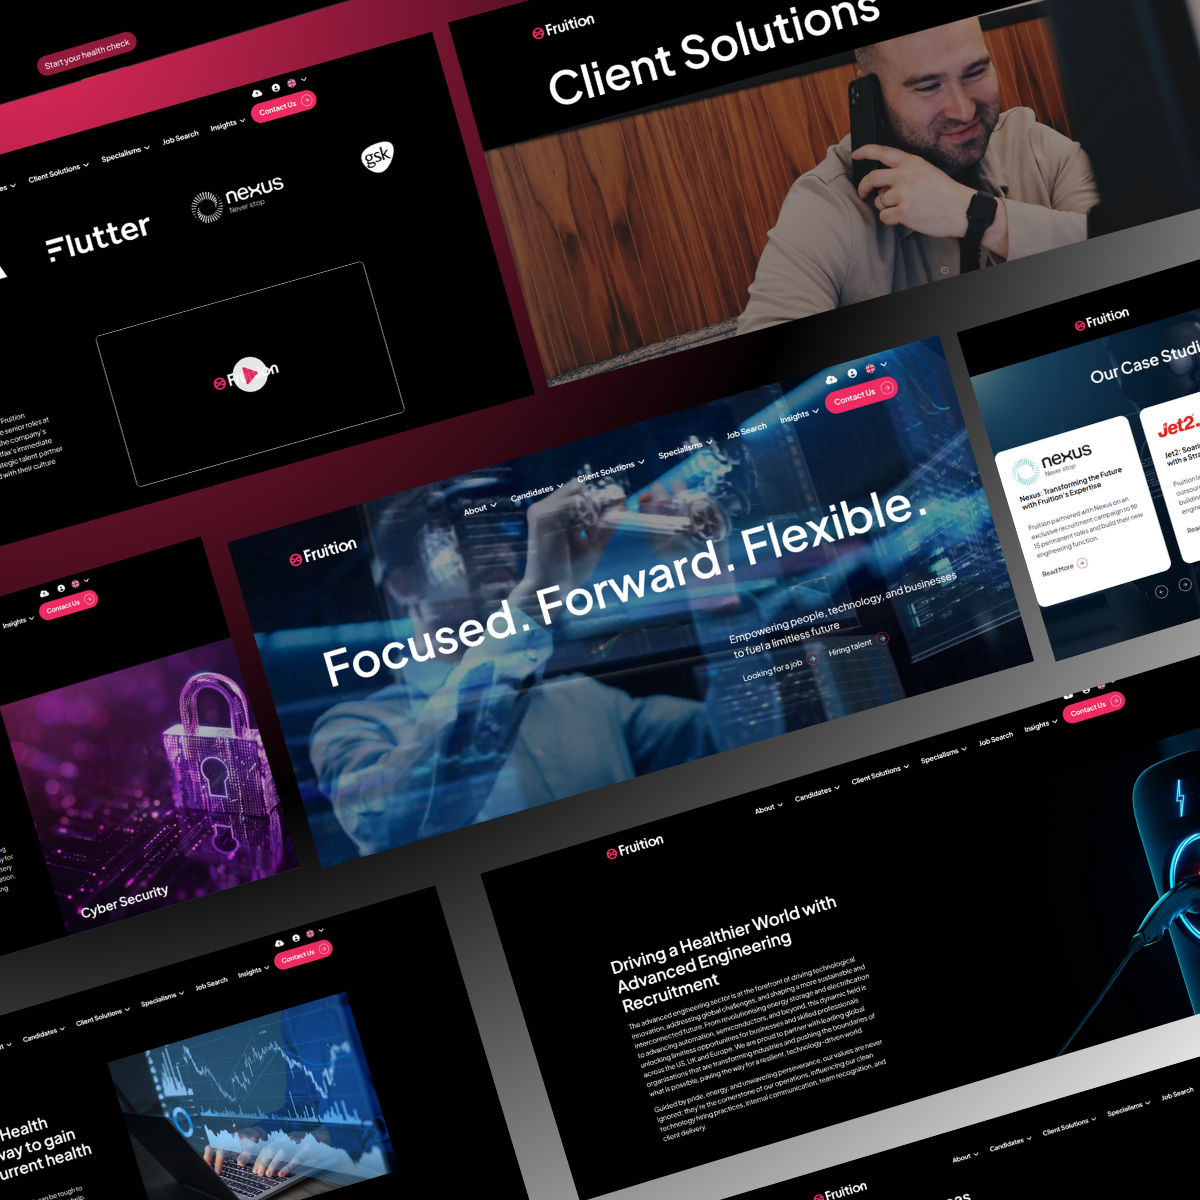 Start your health check
Client Solutions
Specialisms
Job Search
Insights
Contact Us
Flutter
nexus
Never stop
gsk
Fruition
senior roles at
the company's
immediate
talent partner
with their culture
Fruition
Client Solutions
Fruition
About
Candidates
Client Solutions
Specialisms
Job Search
Insights
Contact Us
Focused. Forward. Flexible.
Empowering people, technology, and businesses
to fuel a limitless future
Looking for a job
Hiring talent
Fruition
Our Case
nexus
Never stop
Nexus: Transforming the Future
with Fruition's Expertise
Fruition partnered with Nexus on an
exclusive recruitment campaign to fill
15 permanent roles and build their new
engineering function.
Read More
Jet2.
Jet2:
with a
Fruition
Insights
Contact Us
Cyber Security
Fruition
About
Candidates
Client Solutions
Specialisms
Job Search
Insights
Contact Us
Driving a Healthier World with
Advanced Engineering
Recruitment
The advanced engineering sector is at the forefront of driving technological
innovation, addressing global challenges, and shaping a more sustainable and
interconnected future. From revolutionising energy storage and electrification
to advancing automation, semiconductors, and beyond, this dynamic field is
unlocking limitless opportunities for businesses and skilled professionals
across the US, UK and Europe. We are proud to partner with leading global
organisations that are transforming industries and pushing the boundaries of
what is possible, paving the way for a resilient, technology-driven world.
Guided by pride, energy, and unwavering perseverance, our values are never
ignored; they're the cornerstone of our operations, influencing our clean
technology hiring practices, internal communication, team recognition, and
client delivery.
Candidates
Client Solutions
Specialisms
Job Search
Insights
Contact Us
Health
way to gain
current health
can be tough to
About
Candidates
Client Solutions
Specialisms
Job Search
Fruition